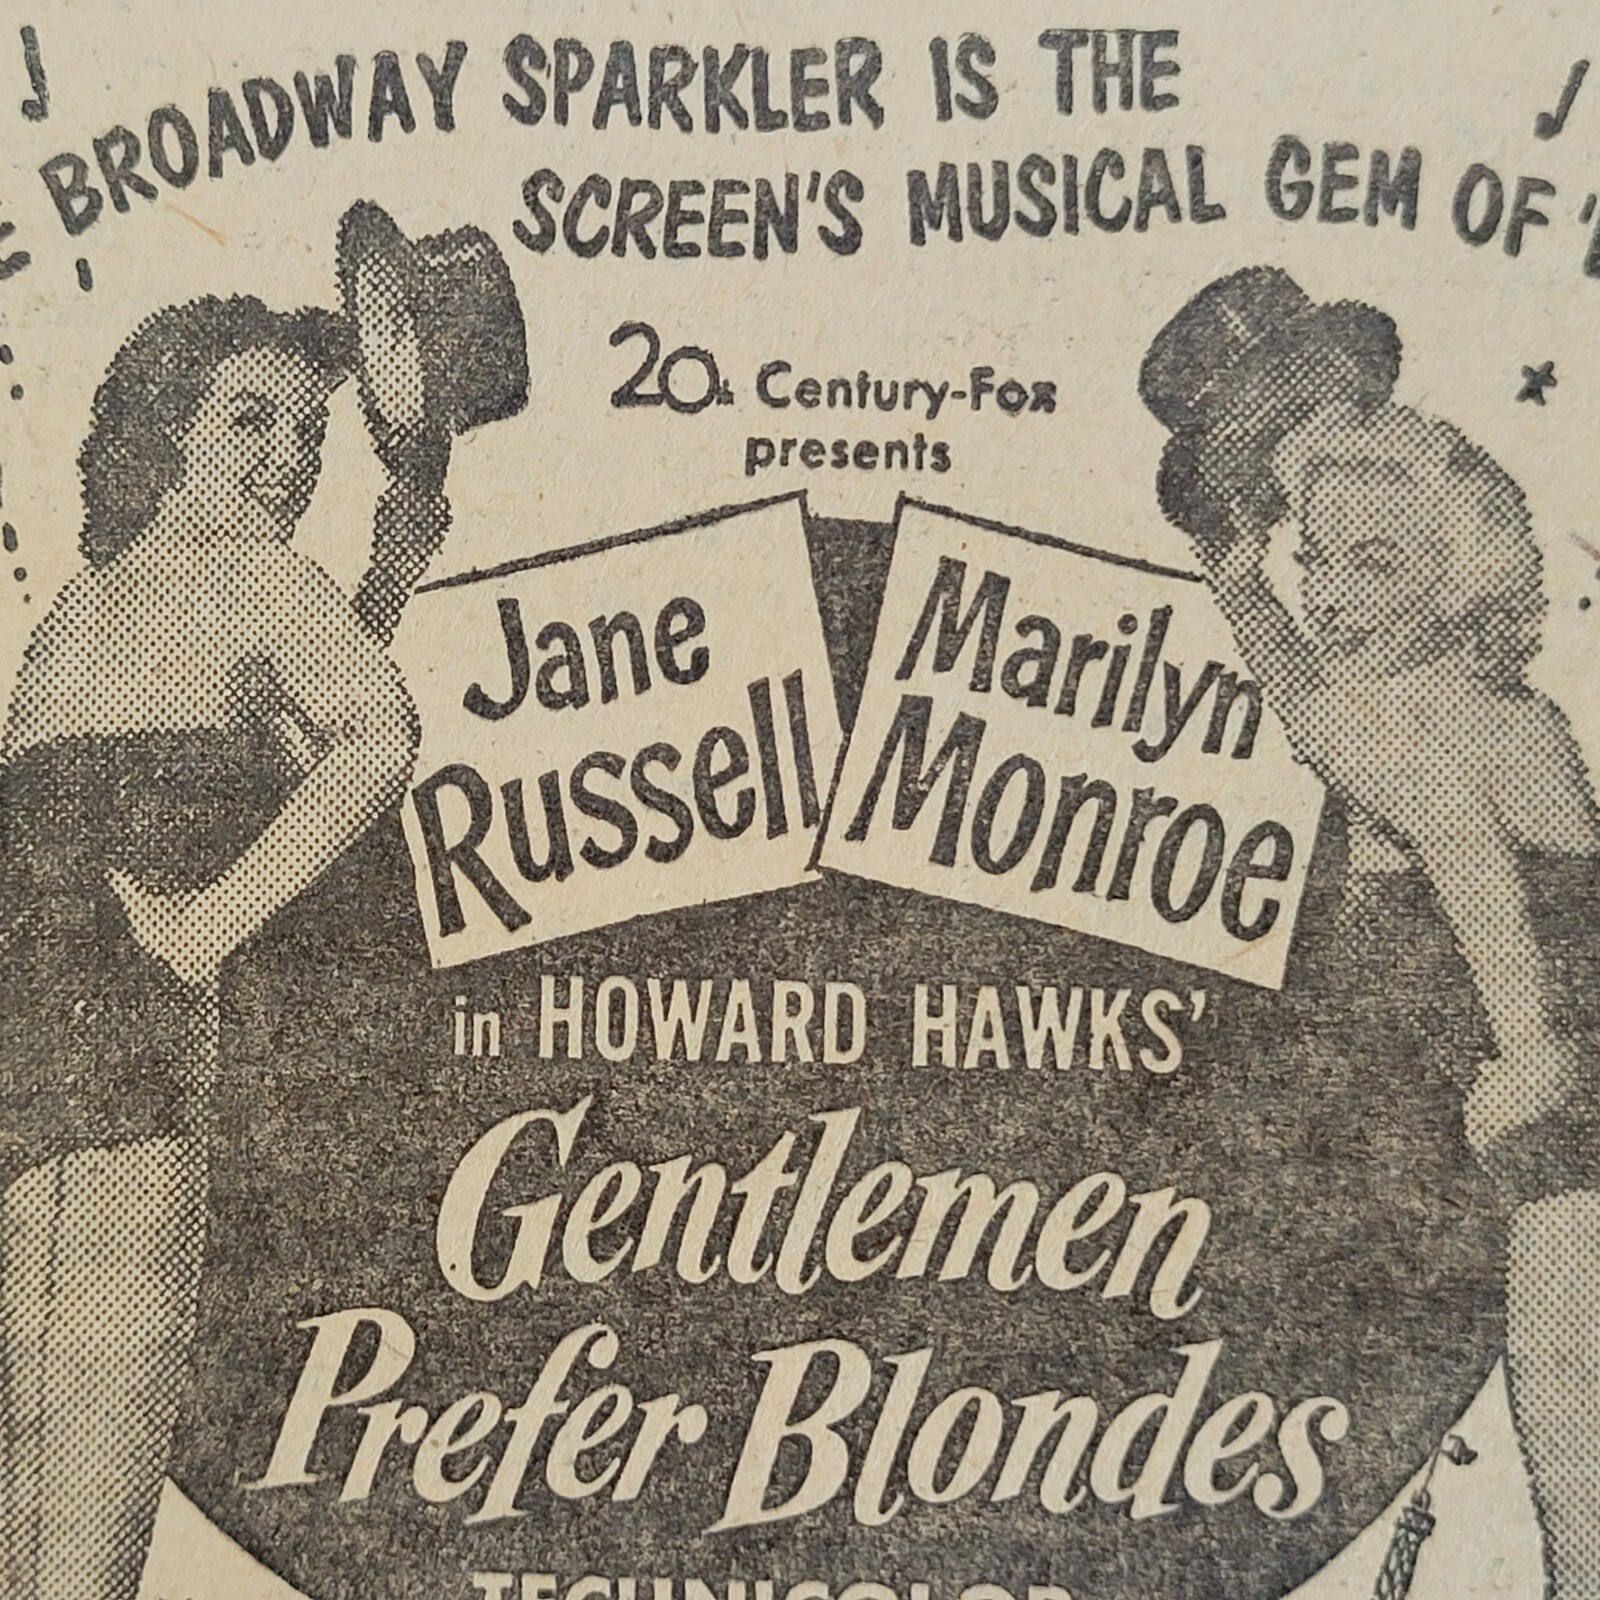 BROADWAY SPARKLER IS THE
SCREEN'S MUSICAL GEM OF
20th Century-Fox
presents
Jane
Russell
Marilyn
Monroe
in HOWARD HAWKS'
Gentlemen
Prefer Blondes
TECHNICOLOR